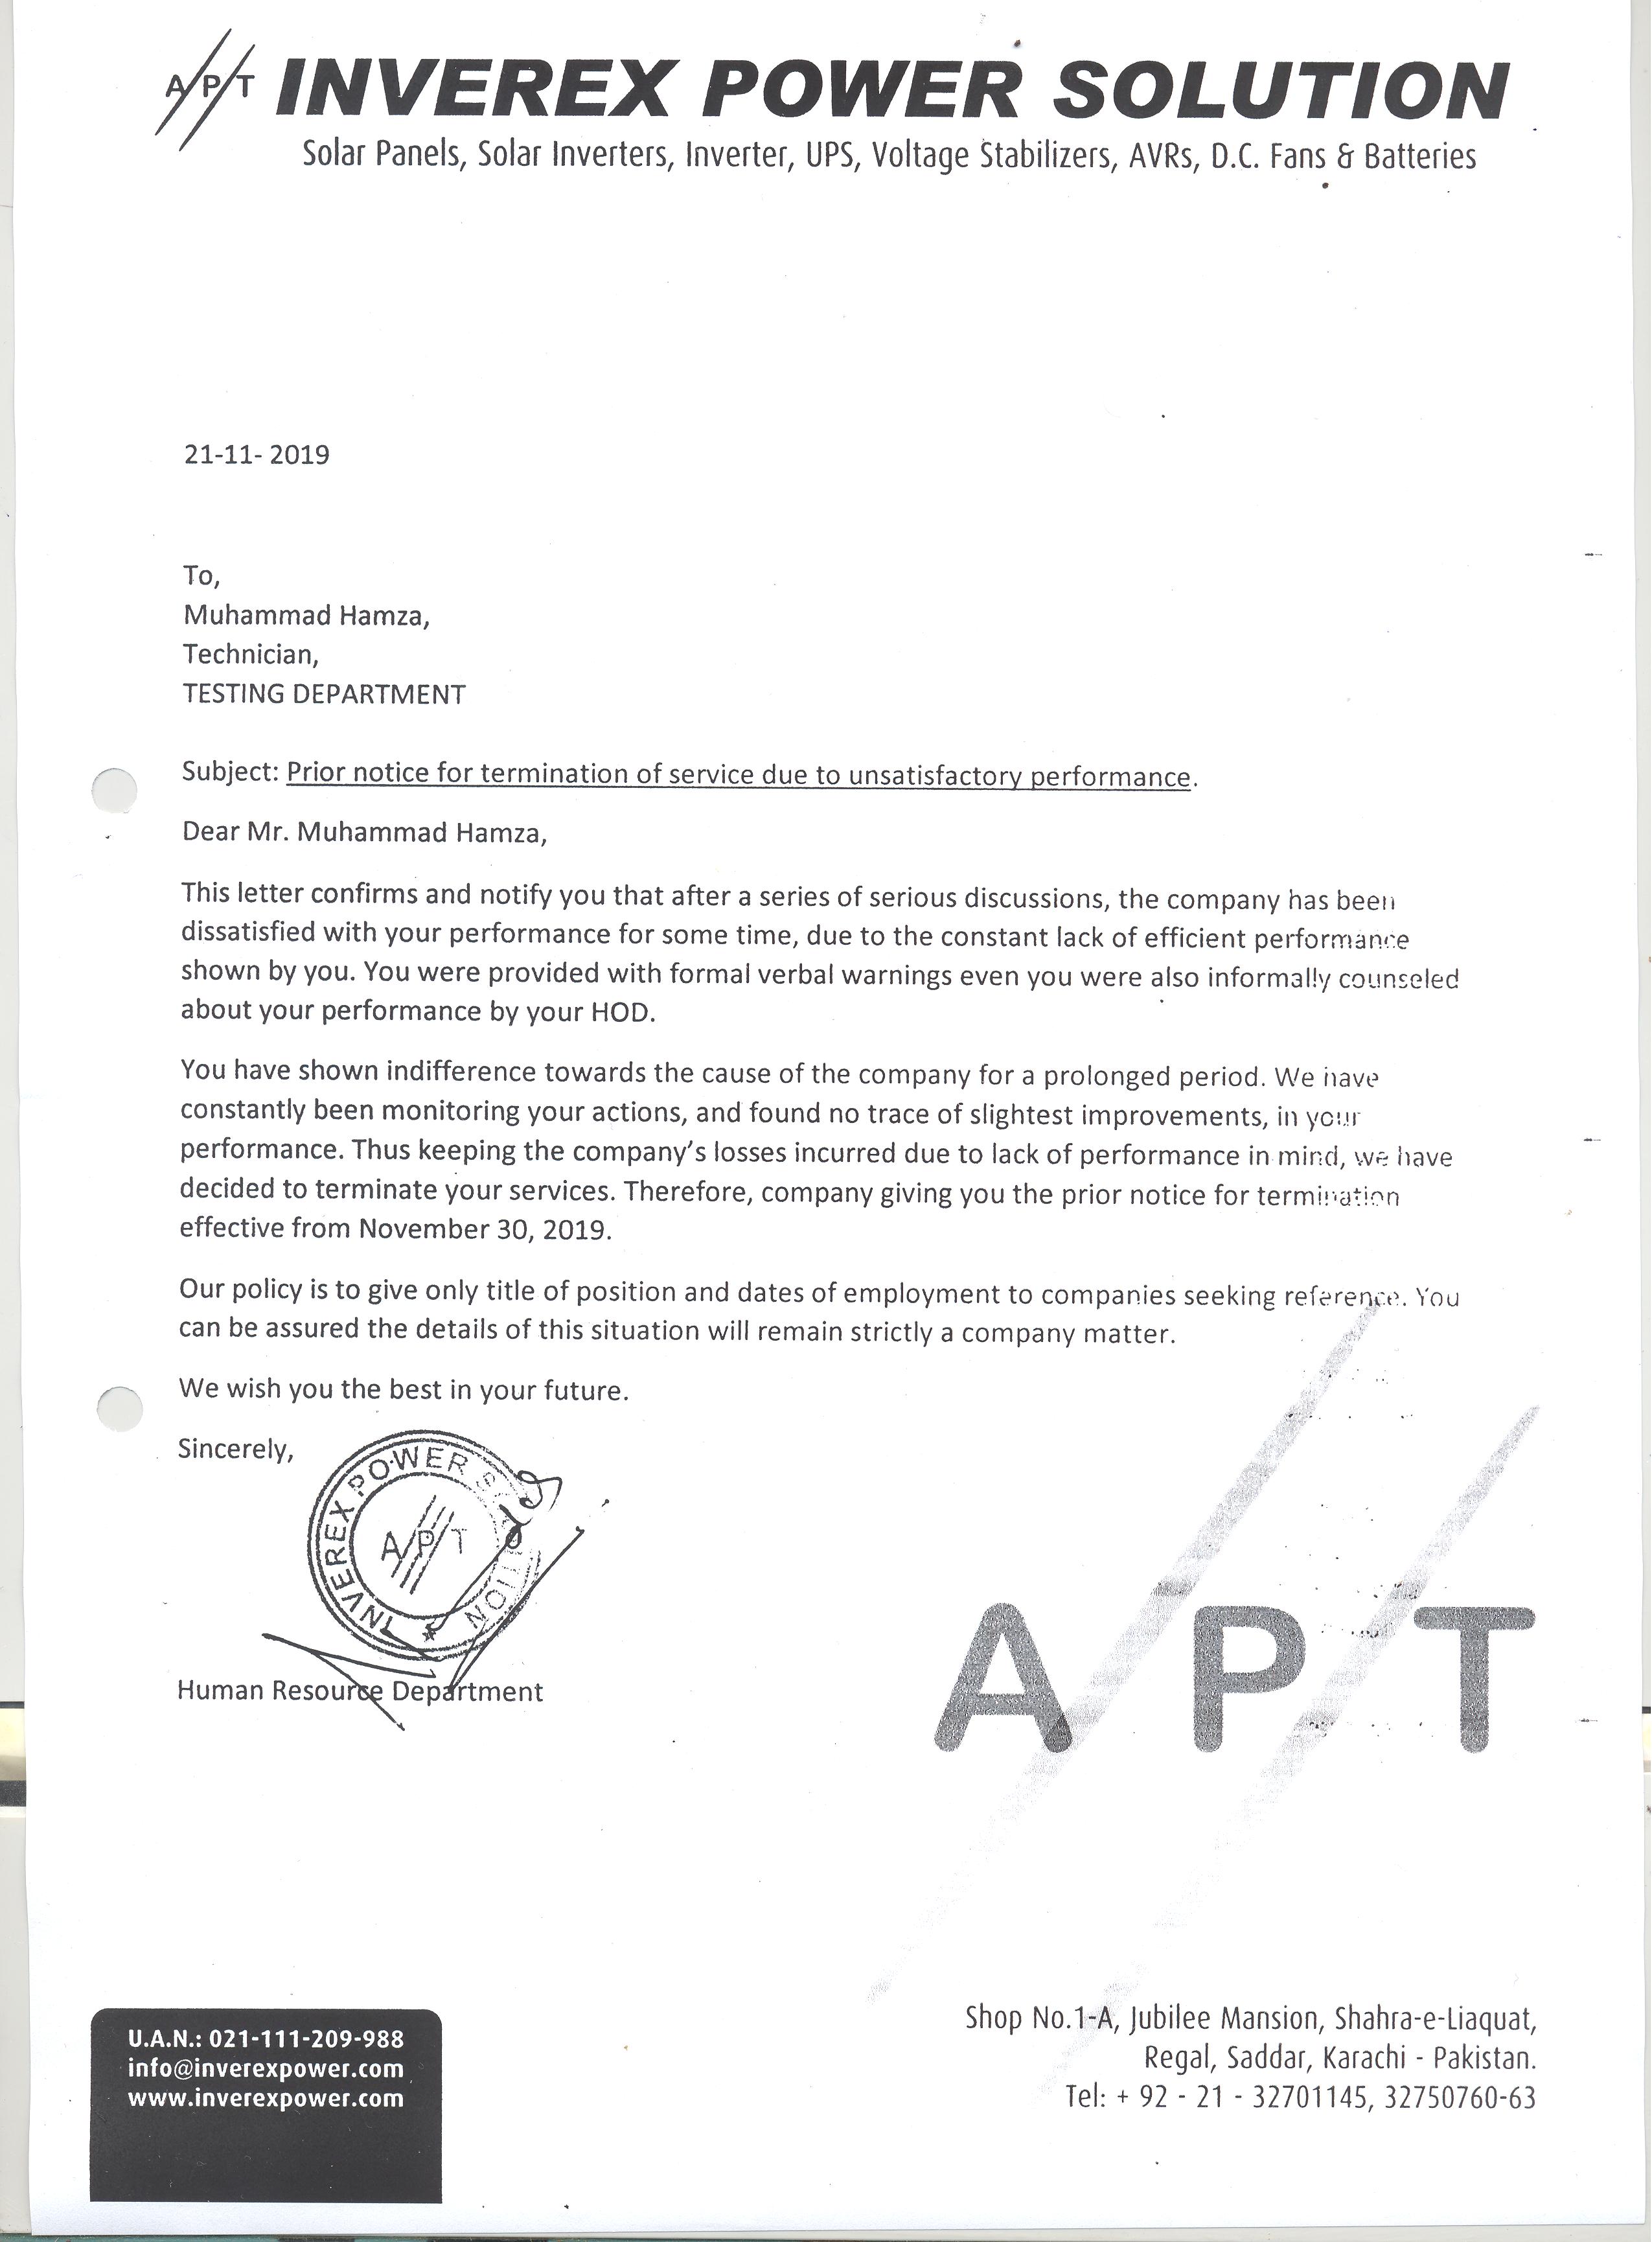 A/P/T INVEREX POWER SOLUTION
Solar Panels, Solar Inverters, Inverter, UPS, Voltage Stabilizers, AVRs, D.C. Fans & Batteries
21-11- 2019
To,
Muhammad Hamza,
Technician,
TESTING DEPARTMENT
Subject: Prior notice for termination of service due to unsatisfactory performance.
Dear Mr. Muhammad Hamza,
This letter confirms and notify you that after a series of serious discussions, the company has been
dissatisfied with your performance for some time, due to the constant lack of efficient performance
shown by you. You were provided with formal verbal warnings even you were also informally counseled
about your performance by your HOD.
You have shown indifference towards the cause of the company for a prolonged period. We have
constantly been monitoring your actions, and found no trace of slightest improvements, in your
performance. Thus keeping the company's losses incurred due to lack of performance in mind, we have
decided to terminate your services. Therefore, company giving you the prior notice for termination
effective from November 30, 2019.
Our policy is to give only title of position and dates of employment to companies seeking reference. You
can be assured the details of this situation will remain strictly a company matter.
We wish you the best in your future.
Sincerely,
INVEREX POWER SOLUTION
A/P/T
Human Resource Department
A/P/T
U.A.N.: 021-111-209-988
info@inverexpower.com
www.inverexpower.com
Shop No.1-A, Jubilee Mansion, Shahra-e-Liaquat,
Regal, Saddar, Karachi - Pakistan.
Tel: + 92 - 21 - 32701145, 32750760-63